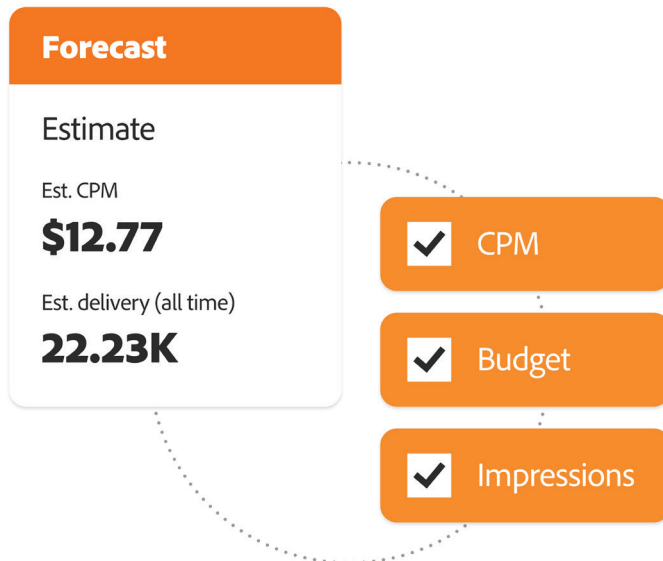 Forecast
Estimate
Est. CPM
$12.77
Est. delivery (all time)
22.23K
CPM
Budget
Impressions